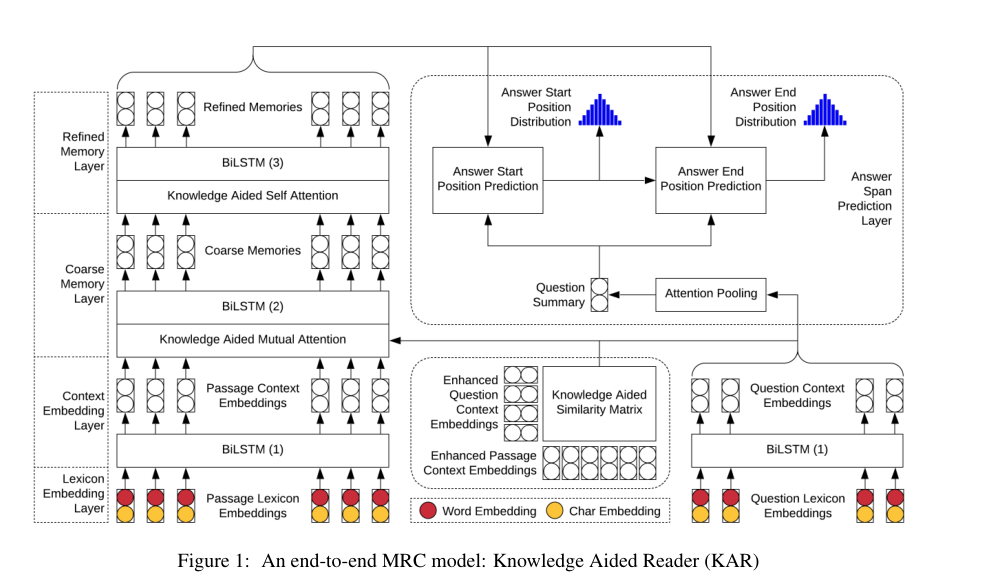 Refined
Memory
Layer
Refined Memories
BiLSTM (3)
Knowledge Aided Self Attention
Coarse
Memory
Layer
Coarse Memories
BiLSTM (2)
Knowledge Aided Mutual Attention
Context
Embedding
Layer
Passage Context
Embeddings
BiLSTM (1)
Lexicon
Embedding
Layer
Passage Lexicon
Embeddings
Answer Start
Position
Distribution
Answer End
Position
Distribution
Answer Start
Position Prediction
Answer End
Position Prediction
Answer
Span
Prediction
Layer
Question
Summary
Attention Pooling
Enhanced
Question
Context
Embeddings
Knowledge Aided
Similarity Matrix
Enhanced Passage
Context Embeddings
Word Embedding
Char Embedding
Question Context
Embeddings
BiLSTM (1)
Question Lexicon
Embeddings
Figure 1: An end-to-end MRC model: Knowledge Aided Reader (KAR)